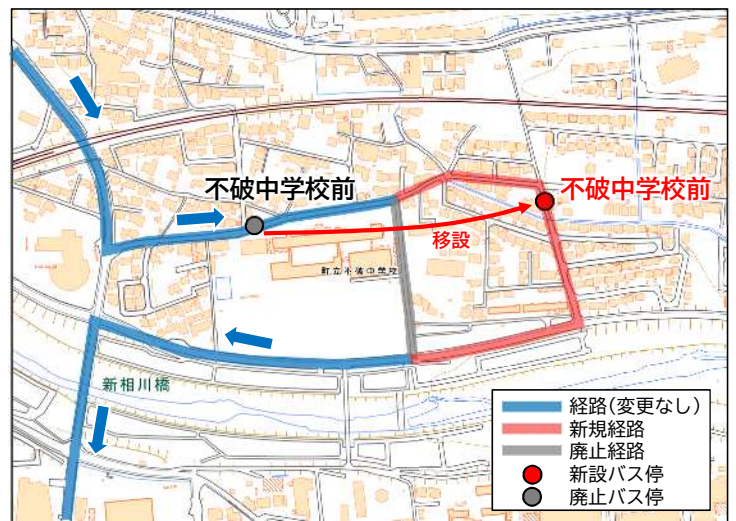 不破中学校前
不破中学校前
移設
町立不破中学校
新相川橋
経路(変更なし)
新規経路
廃止経路
新設バス停
廃止バス停